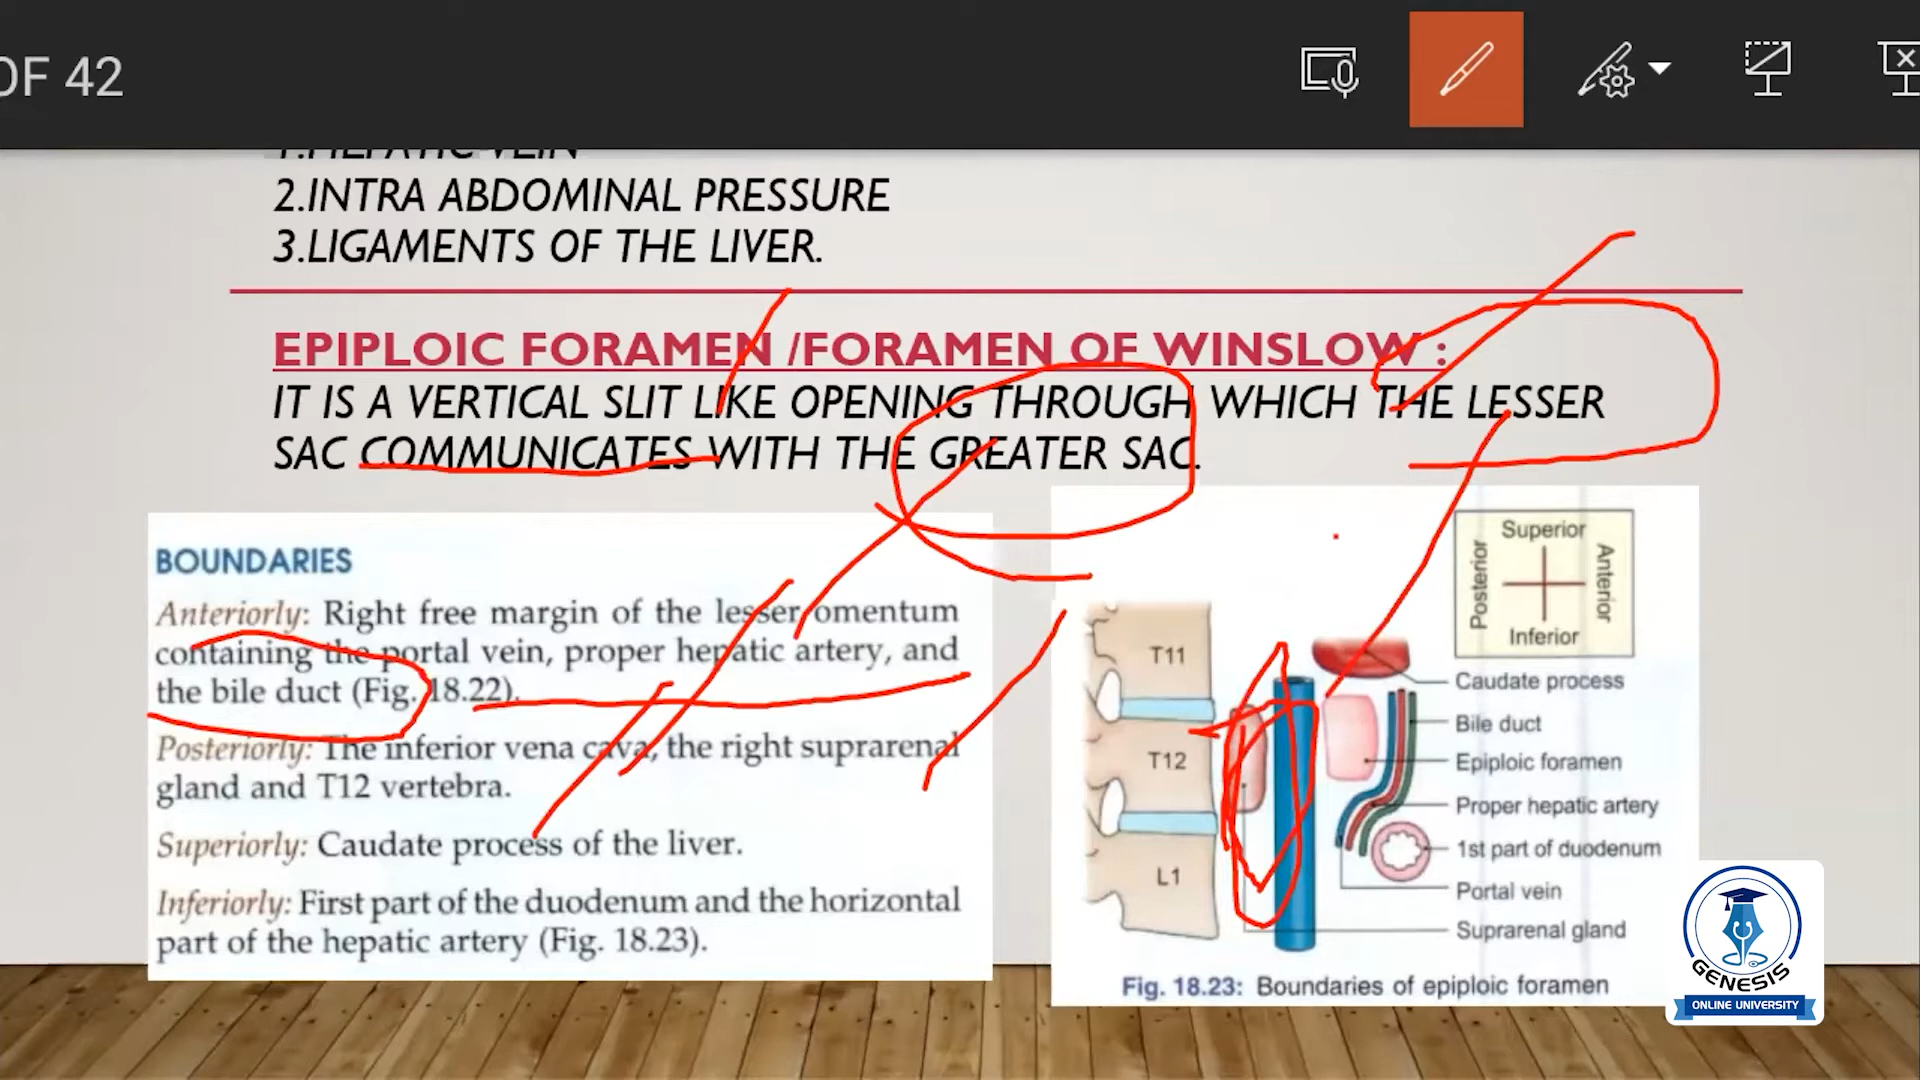 OF 42
1.HEPATIC VEIN
2.INTRA ABDOMINAL PRESSURE
3.LIGAMENTS OF THE LIVER.
EPIPLOIC FORAMEN /FORAMEN OF WINSLOW :
IT IS A VERTICAL SLIT LIKE OPENING THROUGH WHICH THE LESSER
SAC COMMUNICATES WITH THE GREATER SAC.
BOUNDARIES
Anteriorly: Right free margin of the lesser omentum
containing the portal vein, proper hepatic artery, and
the bile duct (Fig. 18.22).
Posteriorly: The inferior vena cava, the right suprarenal
gland and T12 vertebra.
Superiorly: Caudate process of the liver.
Inferiorly: First part of the duodenum and the horizontal
part of the hepatic artery (Fig. 18.23).
Superior
Posterior
Anterior
Inferior
T11
T12
L1
Caudate process
Bile duct
Epiploic foramen
Proper hepatic artery
1st part of duodenum
Portal vein
Suprarenal gland
Fig. 18.23: Boundaries of epiploic foramen
GENESIS
ONLINE UNIVERSITY